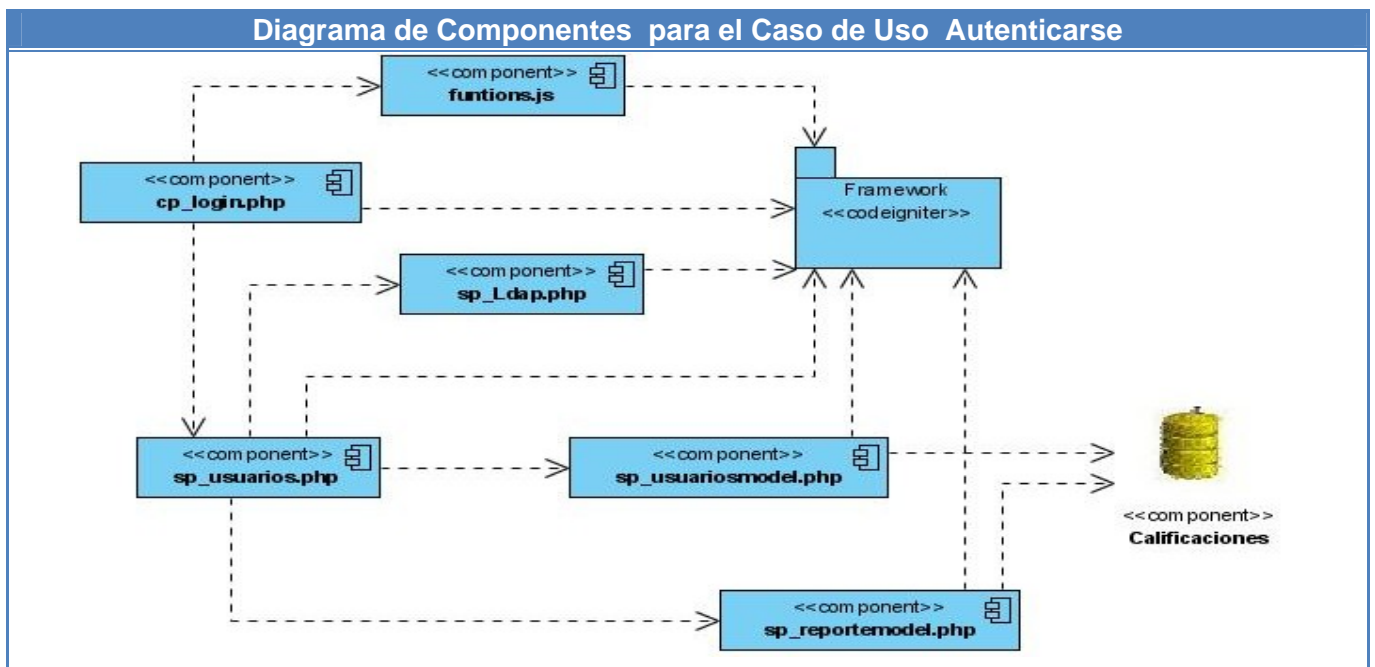 Diagrama de Componentes para el Caso de Uso Autenticarse
<<component>>
funtions.js
<<component>>
cp_login.php
Framework
<<codeigniter>>
<<component>>
sp_Ldap.php
<<component>>
sp_usuarios.php
<<component>>
sp_usuariosmodel.php
<<component>>
Calificaciones
<<component>>
sp_reportemodel.php